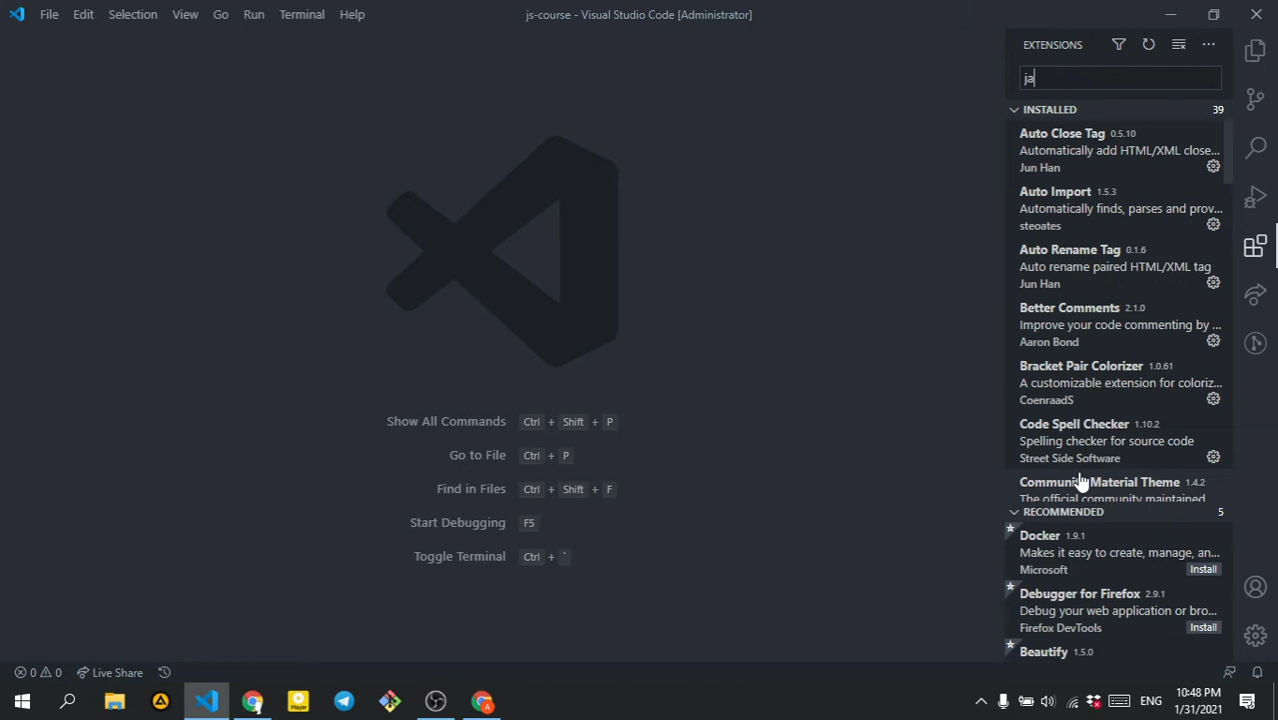 File Edit Selection View Go Run Terminal Help
js-course - Visual Studio Code [Administrator]
EXTENSIONS
ja
INSTALLED 39
Auto Close Tag 0.5.10
Automatically add HTML/XML close...
Jun Han
Auto Import 1.5.3
Automatically finds, parses and prov...
steoates
Auto Rename Tag 0.1.6
Auto rename paired HTML/XML tag
Jun Han
Better Comments 2.1.0
Improve your code commenting by ...
Aaron Bond
Bracket Pair Colorizer 1.0.61
A customizable extension for coloriz...
CoenraadS
Code Spell Checker 1.10.2
Spelling checker for source code
Street Side Software
Community Material Theme 1.4.2
The official community maintained
RECOMMENDED 5
Docker 1.9.1
Makes it easy to create, manage, an...
Microsoft Install
Debugger for Firefox 2.9.1
Debug your web application or bro...
Firefox DevTools Install
Beautify 1.5.0
Show All Commands Ctrl + Shift + P
Go to File Ctrl + P
Find in Files Ctrl + Shift + F
Start Debugging F5
Toggle Terminal Ctrl + `
0 0 Live Share
Player
A
ENG
10:48 PM
1/31/2021